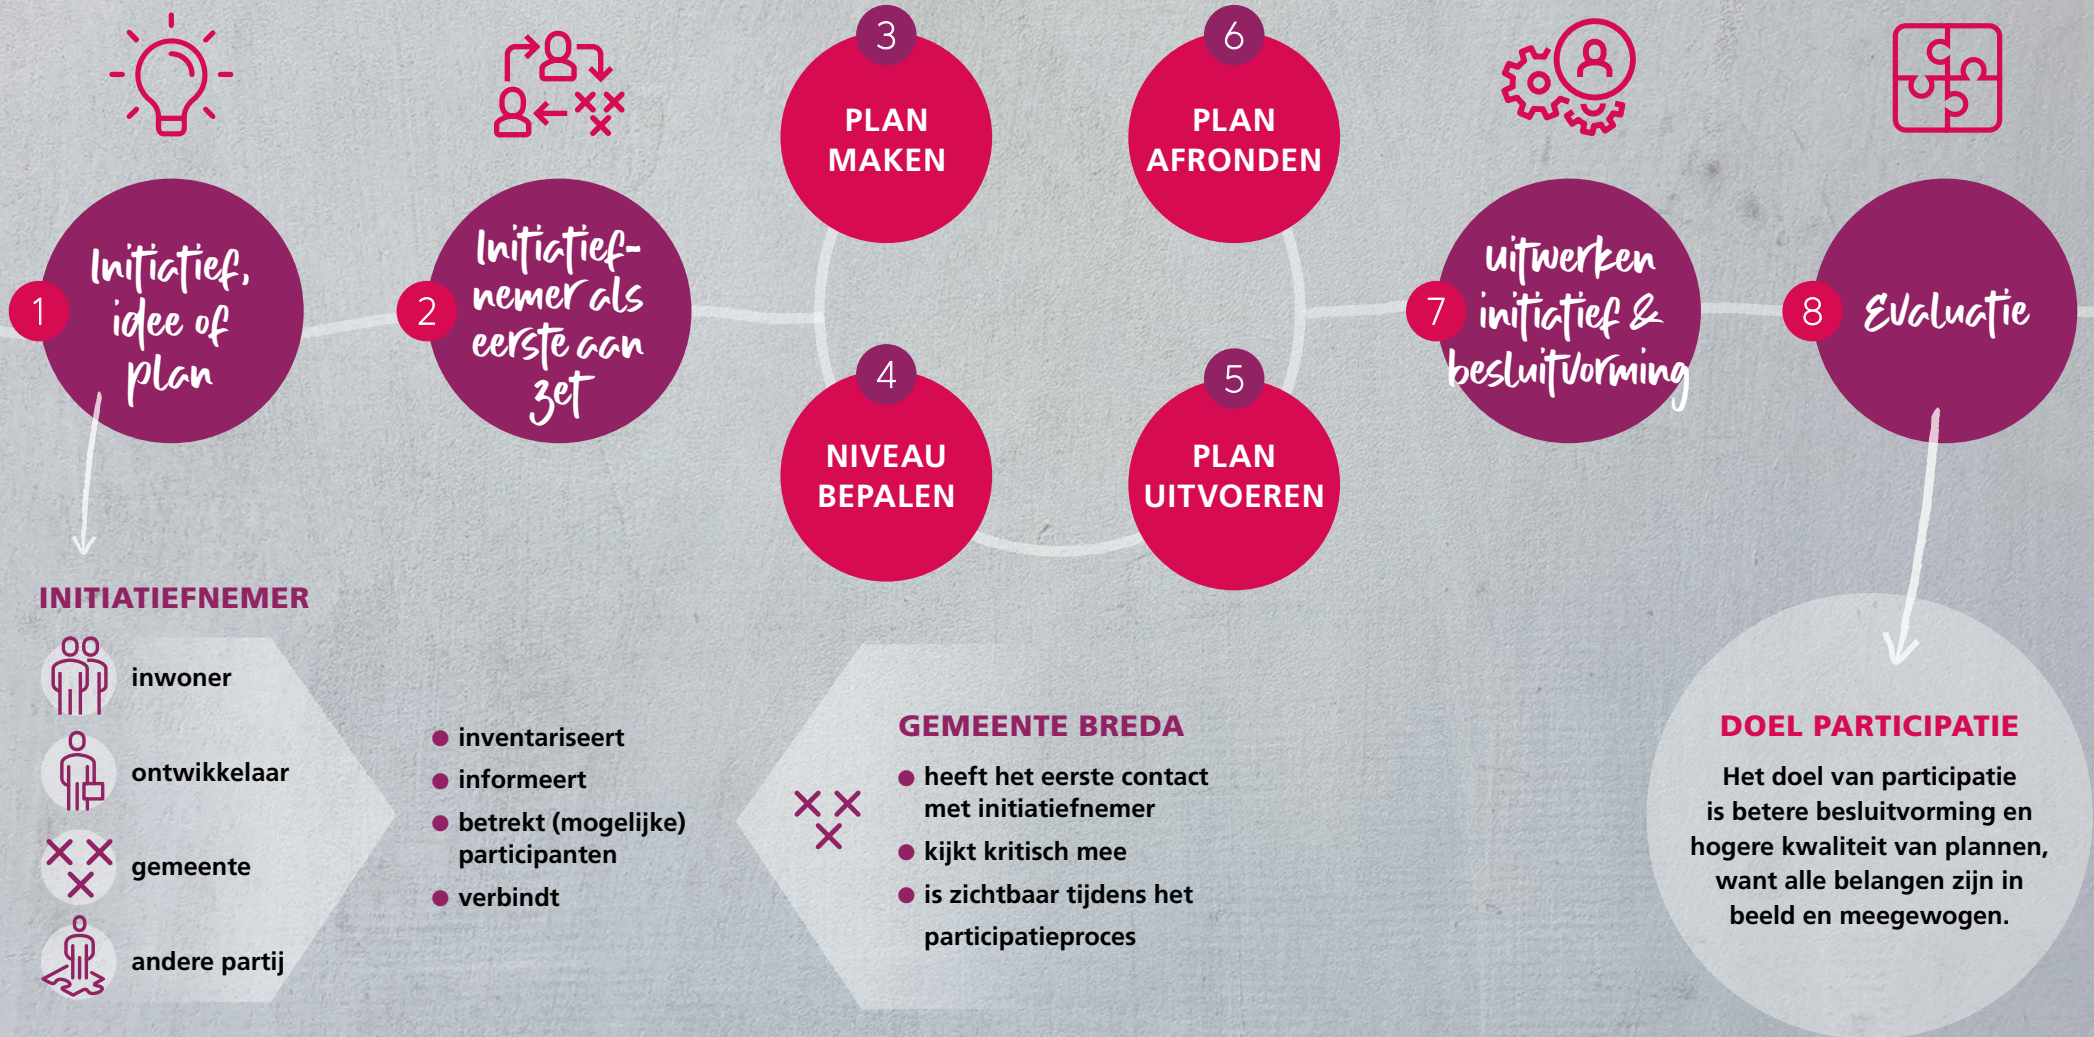 1
Initiatief,
idee of
plan
2
Initiatief-
nemer als
eerste aan
zet
3
PLAN
MAKEN
4
NIVEAU
BEPALEN
5
PLAN
UITVOEREN
6
PLAN
AFRONDEN
7
uitwerken
initiatief &
besluitvorming
8
Evaluatie
INITIATIEFNEMER
inwoner
ontwikkelaar
gemeente
andere partij
inventariseert
informeert
betrekt (mogelijke)
participanten
verbindt
GEMEENTE BREDA
heeft het eerste contact
met initiatiefnemer
kijkt kritisch mee
is zichtbaar tijdens het
participatieproces
DOEL PARTICIPATIE
Het doel van participatie
is betere besluitvorming en
hogere kwaliteit van plannen,
want alle belangen zijn in
beeld en meegewogen.